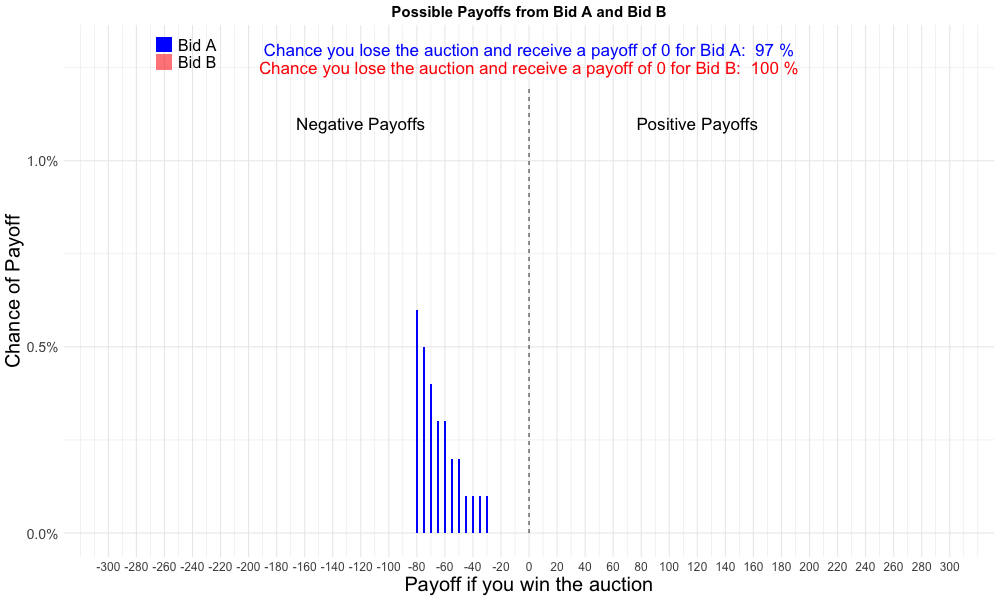 Possible Payoffs from Bid A and Bid B
Bid A
Bid B
Chance you lose the auction and receive a payoff of 0 for Bid A: 97 %
Chance you lose the auction and receive a payoff of 0 for Bid B: 100 %
Negative Payoffs
Positive Payoffs
Chance of Payoff
1.0%
0.5%
0.0%
-300 -280 -260 -240 -220 -200 -180 -160 -140 -120 -100 -80 -60 -40 -20 0 20 40 60 80 100 120 140 160 180 200 220 240 260 280 300
Payoff if you win the auction